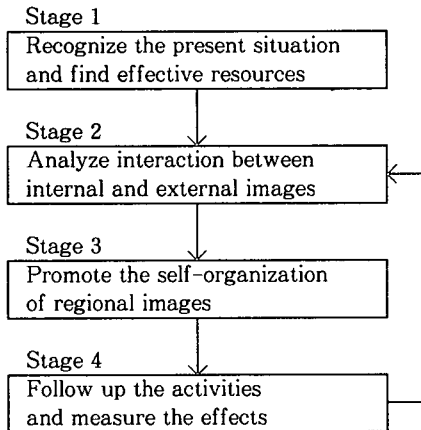 Stage 1
Recognize the present situation
and find effective resources
Stage 2
Analyze interaction between
internal and external images
Stage 3
Promote the self-organization
of regional images
Stage 4
Follow up the activities
and measure the effects